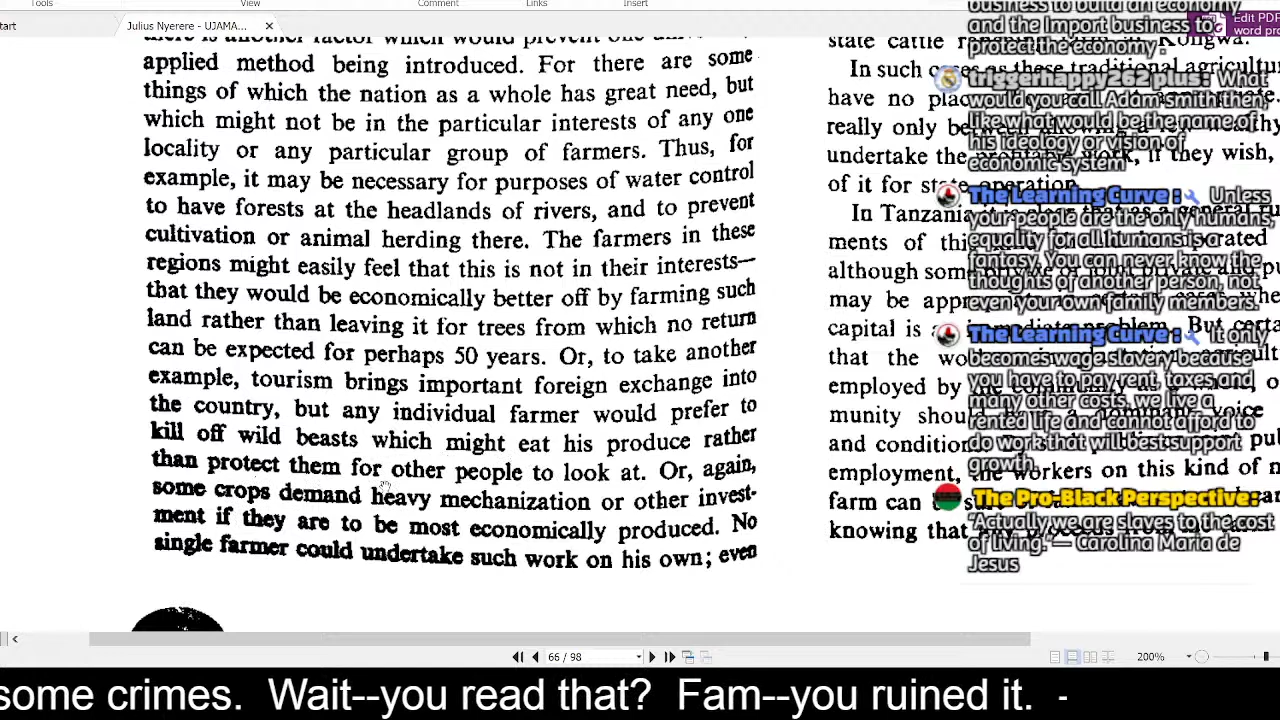 Tools
View
Comment
Links
Insert
tart
Julius Nyerere - UJAMA...
×
Edit PDF
word pro
applied method being introduced. For there are some
things of which the nation as a whole has great need, but
which might not be in the particular interests of any one
locality or any particular group of farmers. Thus, for
example, it may be necessary for purposes of water control
to have forests at the headlands of rivers, and to prevent
cultivation or animal herding there. The farmers in these
regions might easily feel that this is not in their interests—
that they would be economically better off by farming such
land rather than leaving it for trees from which no return
can be expected for perhaps 50 years. Or, to take another
example, tourism brings important foreign exchange into
the country, but any individual farmer would prefer to
kill off wild beasts which might eat his produce rather
than protect them for other people to look at. Or, again,
some crops demand heavy mechanization or other invest-
ment if they are to be most economically produced. No
single farmer could undertake such work on his own; even
state cattle
In such
have no
really only
undertake the
of it for
In Tanzania
ments of
although
may be
capital is
that the
employed by
munity
and
employment, the workers on this kind of
farm can
knowing that
business to build an economy
and the Import business to
protect the economy :
triggerhappy262 plus : What
would you call Adam smith then,
like what would be the name of
his ideology or vision of
economic system
The Learning Curve : Unless
your people are the only humans,
equality for all humans is a
fantasy. You can never know the
thoughts of another person, not
even your own family members.
The Learning Curve : It only
becomes wage slavery because
you have to pay rent, taxes and
many other costs, we live a
rented life and cannot afford to
do work that will best support
growth.
The Pro-Black Perspective :
"Actually we are slaves to the cost
of living."— Carolina Maria de
Jesus
66 / 98
200%
some crimes. Wait--you read that? Fam--you ruined it. -